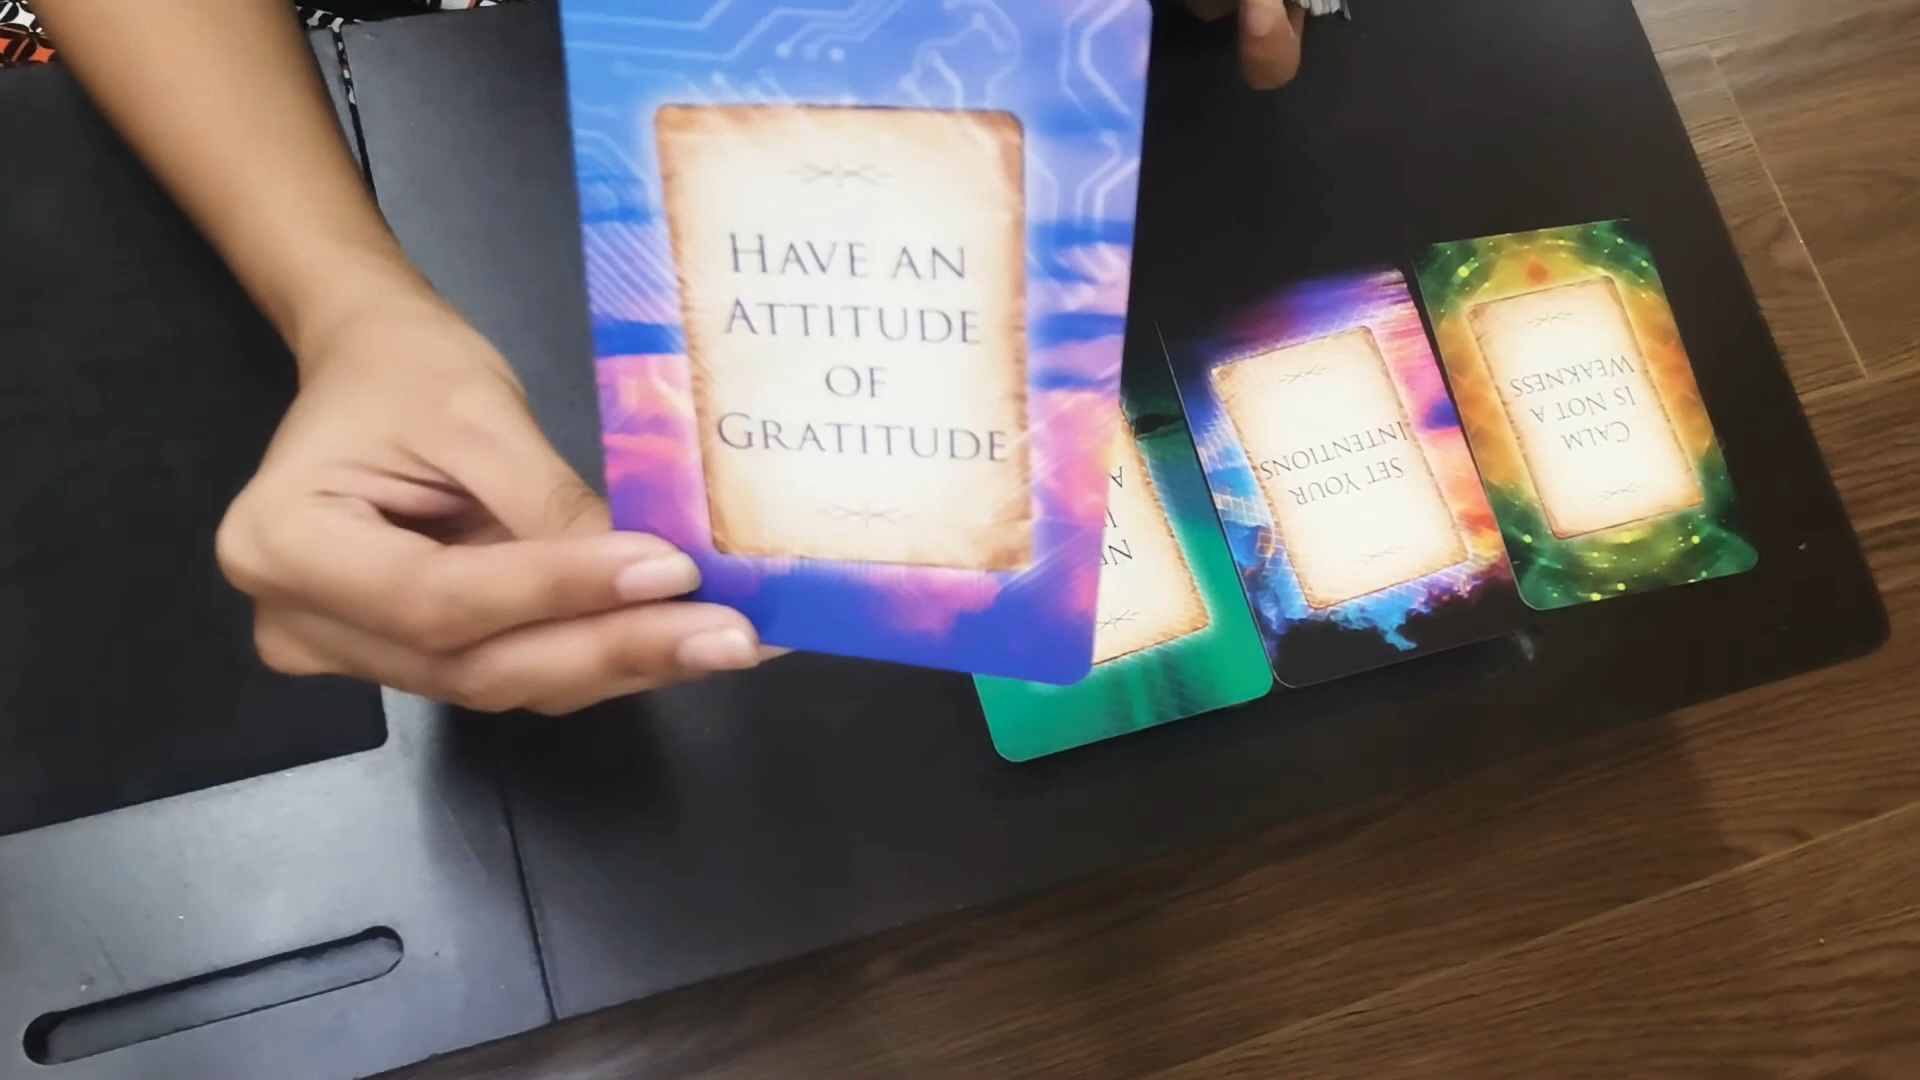 HAVE AN
ATTITUDE
OF
GRATITUDE
SET YOUR
INTENTIONS
CALM
IS NOT A
WEAKNESS